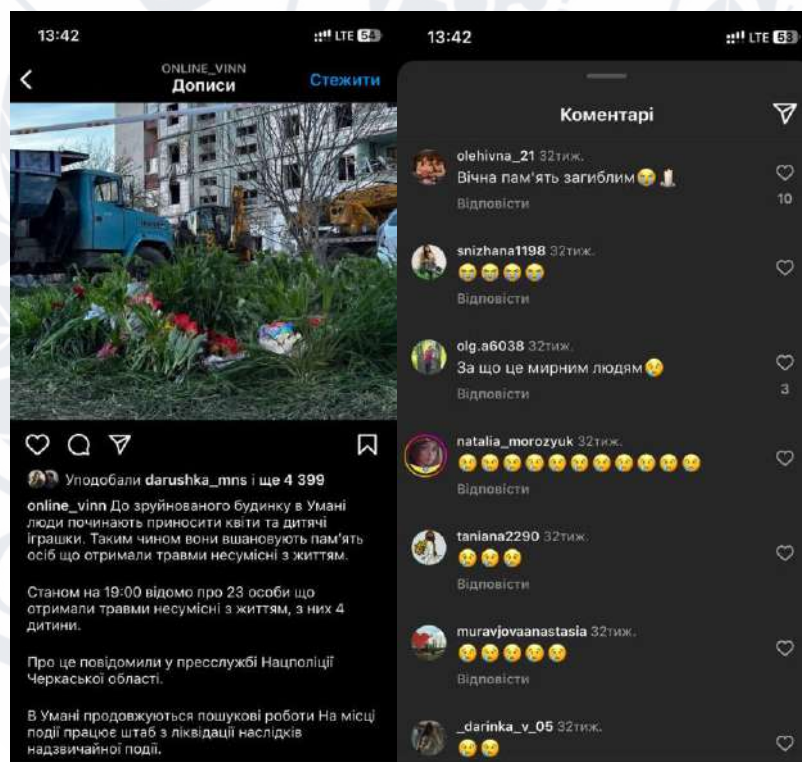 13:42
LTE 54
ONLINE_VINN
Дописи
Стежити
Уподобали darushka_mns і ще 4 399
online_vinn До зруйнованого будинку в Умані
люди починають приносити квіти та дитячі
іграшки. Таким чином вони вшановують пам'ять
осіб що отримали травми несумісні з життям.
Станом на 19:00 відомо про 23 особи що
отримали травми несумісні з життям, з них 4
дитини.
Про це повідомили у пресслужбі Нацполіції
Черкаської області.
В Умані продовжуються пошукові роботи На місці
події працює штаб з ліквідації наслідків
надзвичайної події.
13:42
LTE 53
Коментарі
olehivna_21 32тиж.
Вічна пам'ять загиблим😭🕯️
Відповісти
10
snizhana1198 32тиж.
😭😭😭😭
Відповісти
olg.a6038 32тиж.
За що це мирним людям😢
Відповісти
3
natalia_morozyuk 32тиж.
😢😢😢😢😢😢😢😢😢😢
Відповісти
taniana2290 32тиж.
😢😢😢
Відповісти
muravjovaanastasia 32тиж.
😢😢😢😢😢
Відповісти
_darinka_v_05 32тиж.
😢😢